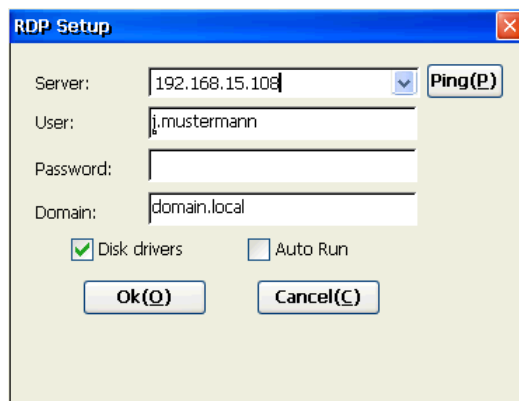 RDP Setup
Server: 192.168.15.108 Ping(P)
User: j.mustermann
Password:
Domain: domain.local
Disk drivers Auto Run
Ok(O) Cancel(C)